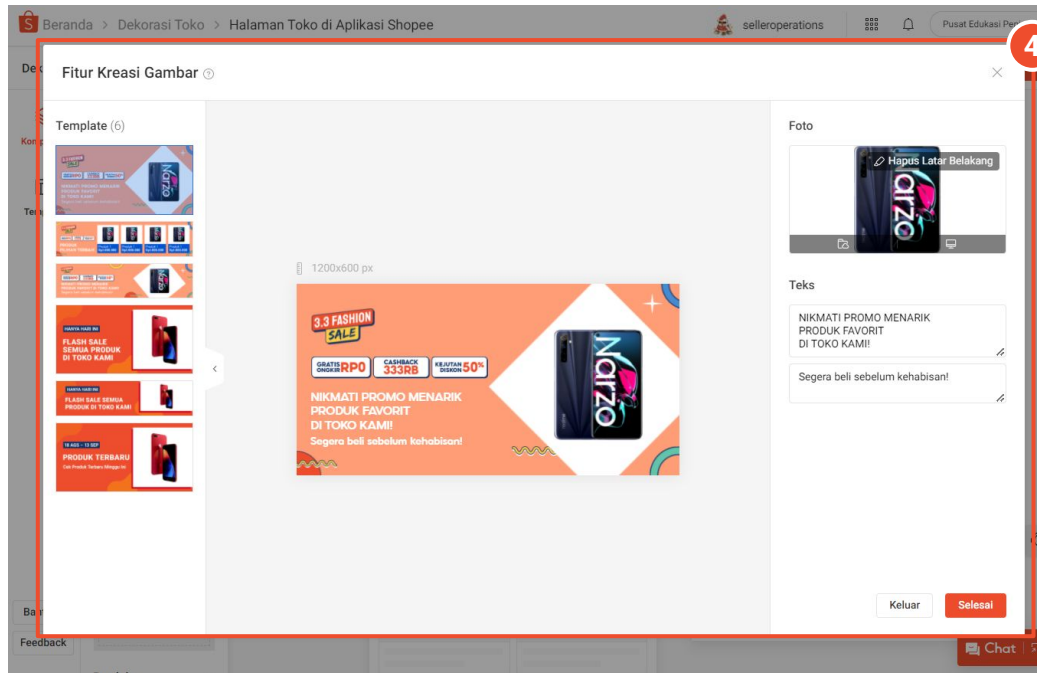 Beranda > Dekorasi Toko > Halaman Toko di Aplikasi Shopee
selleroperations
Pusat Edukasi
4
Fitur Kreasi Gambar
Template (6)
HANYA HARI INI
FLASH SALE
SEMUA PRODUK
DI TOKO KAMI
HANYA HARI INI
FLASH SALE SEMUA
PRODUK DI TOKO KAMI
PRODUK TERBARU
1200x600 px
3.3 FASHION
SALE
GRATIS ONGKIR RP0
CASHBACK 333RB
KEJUTAN DISKON 50%
NIKMATI PROMO MENARIK
PRODUK FAVORIT
DI TOKO KAMI!
Segera beli sebelum kehabisan!
Narzo
Foto
Hapus Latar Belakang
Narzo
Teks
NIKMATI PROMO MENARIK
PRODUK FAVORIT
DI TOKO KAMI!
Segera beli sebelum kehabisan!
Keluar
Selesai
Feedback
Chat